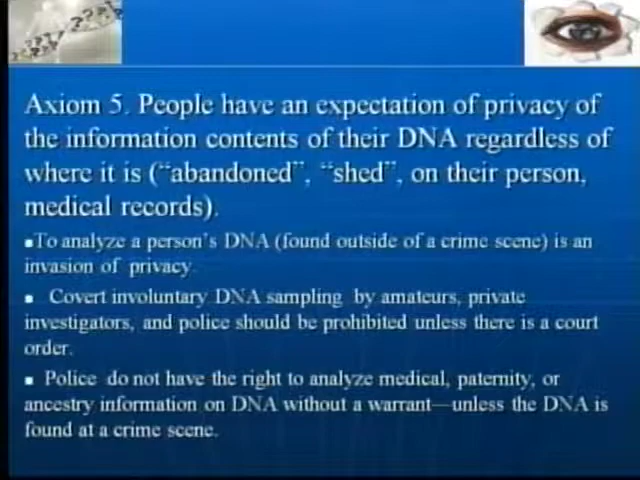 Axiom 5. People have an expectation of privacy of
the information contents of their DNA regardless of
where it is (“abandoned”, “shed”, on their person,
medical records).
▪To analyze a person’s DNA (found outside of a crime scene) is an
invasion of privacy.
▪ Covert involuntary DNA sampling by amateurs, private
investigators, and police should be prohibited unless there is a court
order.
▪ Police do not have the right to analyze medical, paternity, or
ancestry information on DNA without a warrant—unless the DNA is
found at a crime scene.